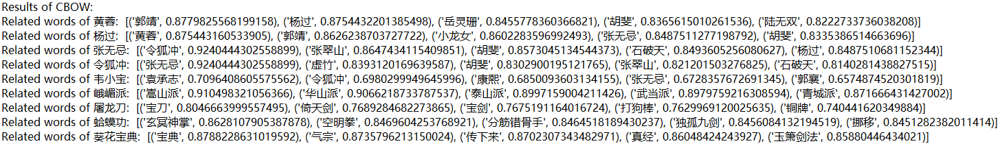 Results of CBOW:
Related words of 黄蓉:  [('郭靖', 0.8779825568199158), ('杨过', 0.8754432201385498), ('岳灵珊', 0.8455778360366821), ('胡斐', 0.8365615010261536), ('陆无双', 0.8222733736038208)]
Related words of 杨过:  [('黄蓉', 0.875443160533905), ('郭靖', 0.8626238703727722), ('小龙女', 0.8602283596992493), ('张无忌', 0.8487511277198792), ('胡斐', 0.8335386514663696)]
Related words of 张无忌:  [('令狐冲', 0.9240444302558899), ('张翠山', 0.8647434115409851), ('胡斐', 0.8573045134544373), ('石破天', 0.8493605256080627), ('杨过', 0.8487510681152344)]
Related words of 令狐冲:  [('张无忌', 0.9240444302558899), ('虚竹', 0.8393120169639587), ('胡斐', 0.8302900195121765), ('张翠山', 0.821201503276825), ('石破天', 0.8140281438827515)]
Related words of 韦小宝:  [('袁承志', 0.7096408605575562), ('令狐冲', 0.6980299949645996), ('康熙', 0.6850093603134155), ('张无忌', 0.6728357672691345), ('郭襄', 0.6574874520301819)]
Related words of 峨嵋派:  [('嵩山派', 0.910498321056366), ('华山派', 0.9066218733787537), ('泰山派', 0.8997159004211426), ('武当派', 0.8979759216308594), ('青城派', 0.871666431427002)]
Related words of 屠龙刀:  [('宝刀', 0.8046663999557495), ('倚天剑', 0.7689284682273865), ('宝剑', 0.7675191164016724), ('打狗棒', 0.7629969120025635), ('铜牌', 0.740441620349884)]
Related words of 蛤蟆功:  [('玄冥神掌', 0.8628107905387878), ('空明拳', 0.8469604253768921), ('分筋错骨手', 0.8464518189430237), ('独孤九剑', 0.8456084132194519), ('挪移', 0.8451282382011414)]
Related words of 葵花宝典:  [('宝典', 0.8788228631019592), ('气宗', 0.8735796213150024), ('传下来', 0.8702307343482971), ('真经', 0.86048424243927), ('玉箫剑法', 0.85880446434021)]